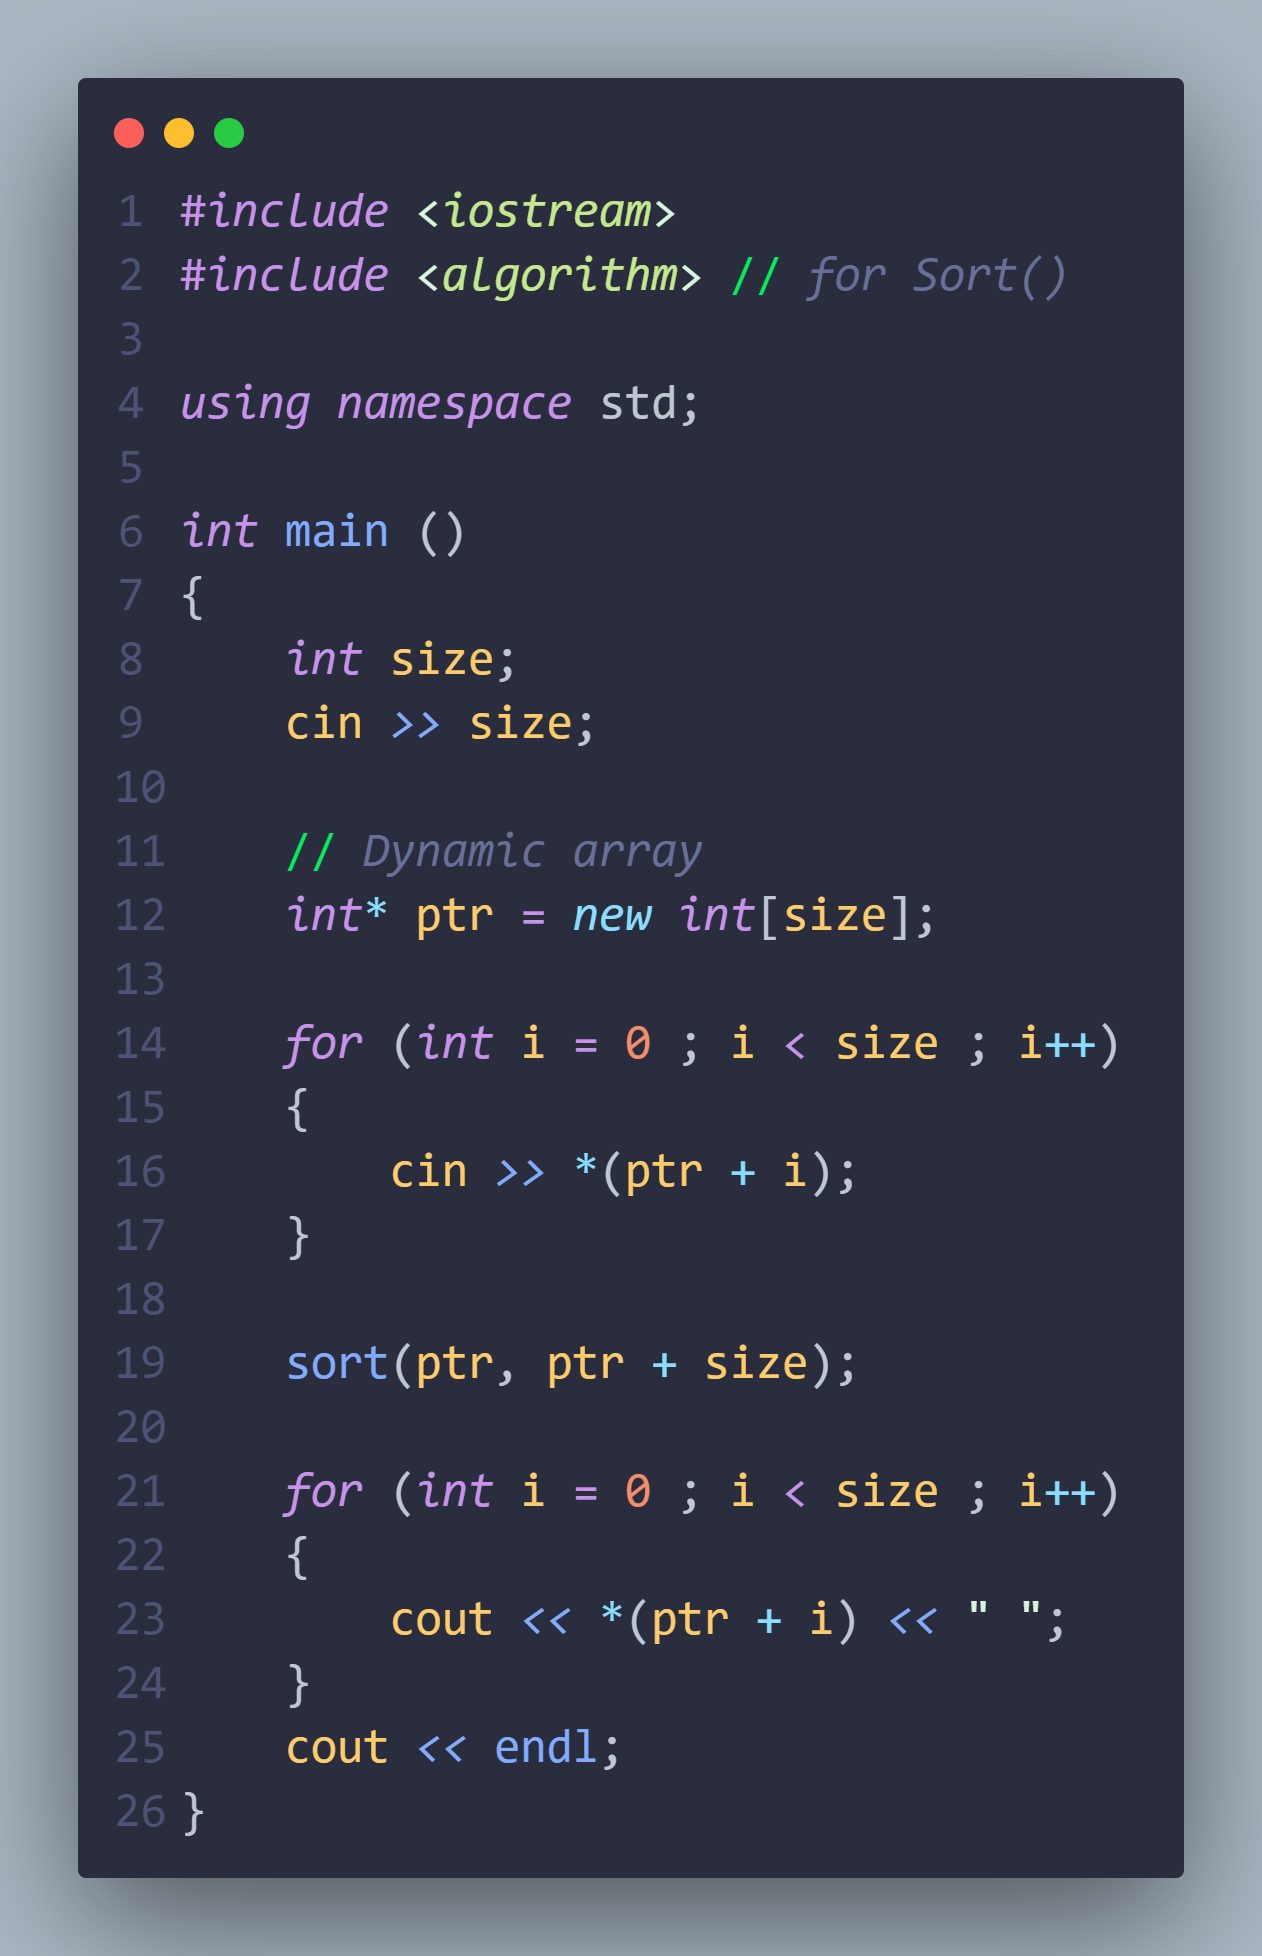 1 #include <iostream>
2 #include <algorithm> // for Sort()
3
4 using namespace std;
5
6 int main ()
7 {
8     int size;
9     cin >> size;
10
11     // Dynamic array
12     int* ptr = new int[size];
13
14     for (int i = 0 ; i < size ; i++)
15     {
16         cin >> *(ptr + i);
17     }
18
19     sort(ptr, ptr + size);
20
21     for (int i = 0 ; i < size ; i++)
22     {
23         cout << *(ptr + i) << " ";
24     }
25     cout << endl;
26 }